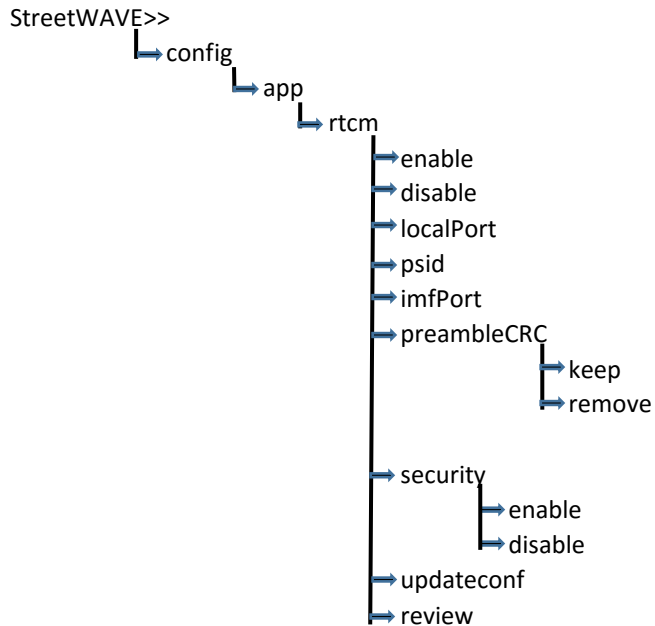 StreetWAVE>>
config
app
rtcm
enable
disable
localPort
psid
imfPort
preambleCRC
keep
remove
security
enable
disable
updateconf
review